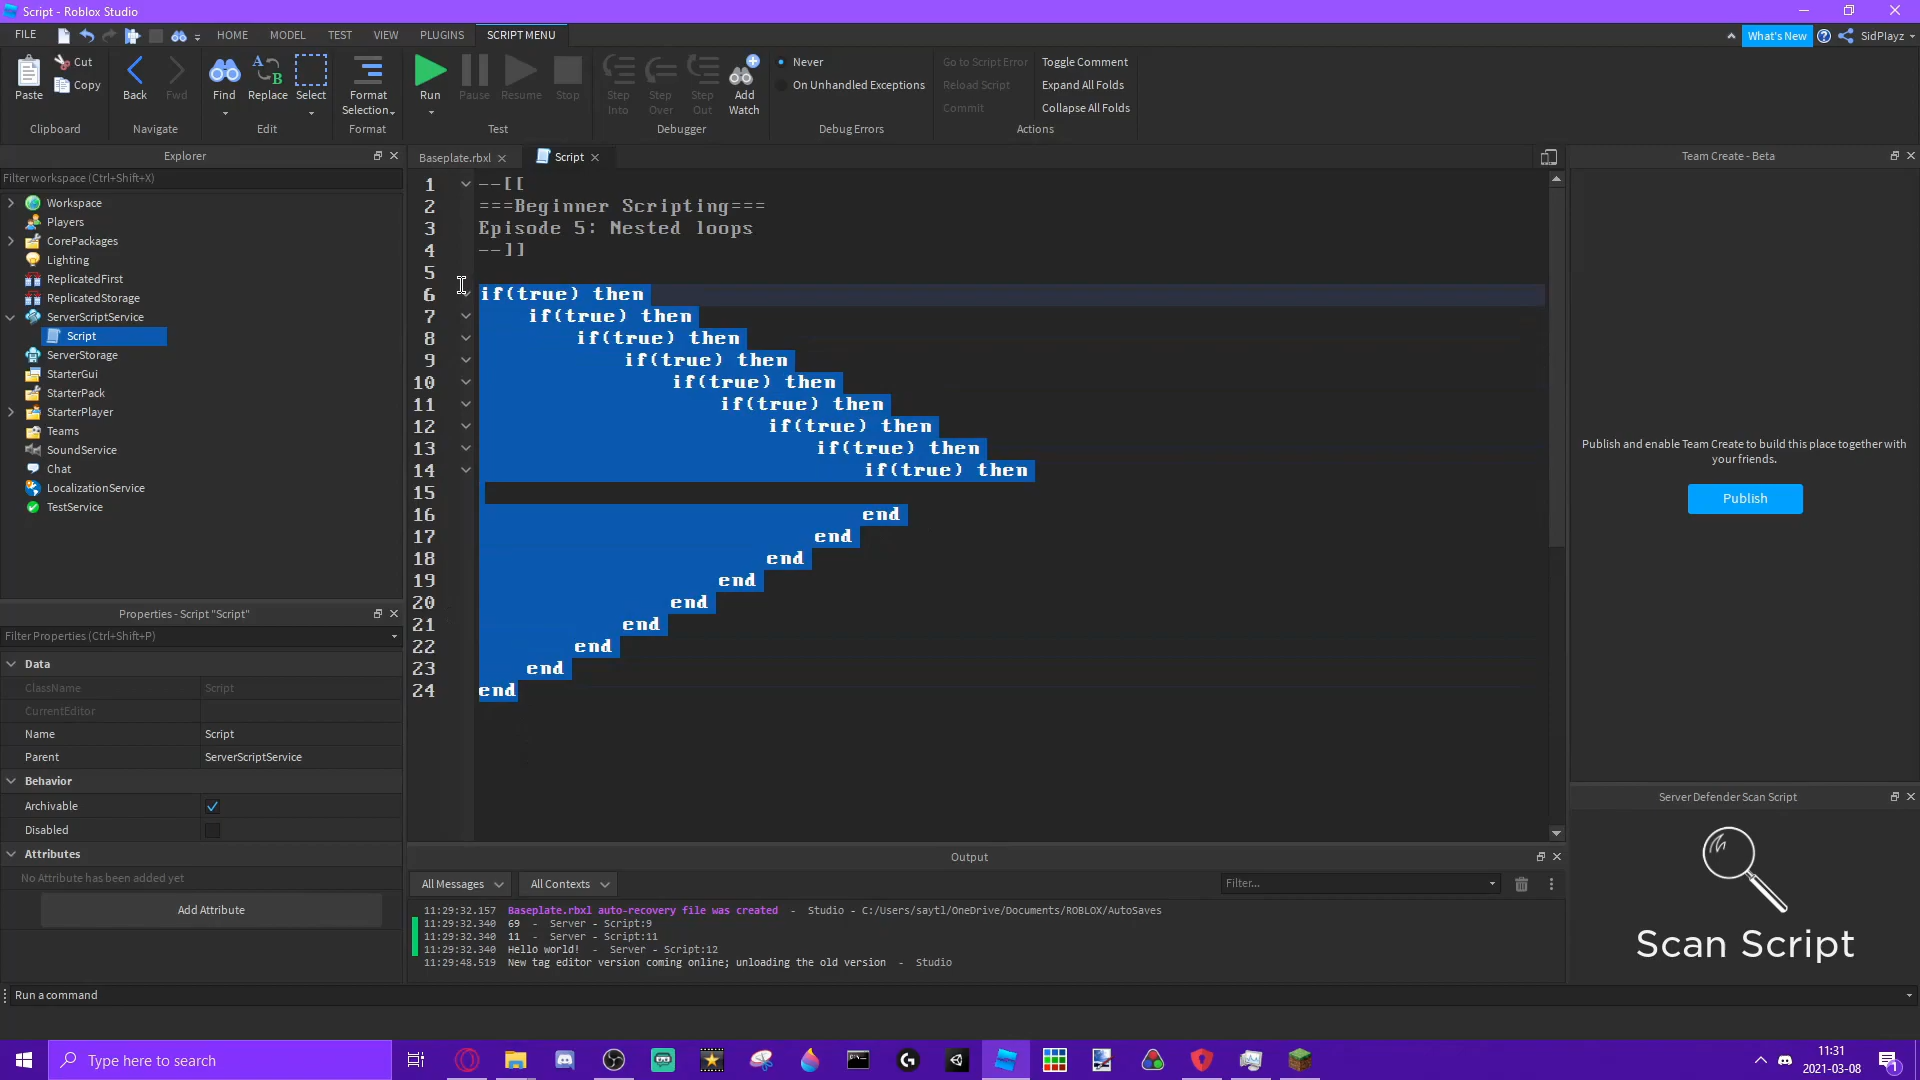 Script - Roblox Studio
FILE HOME MODEL TEST VIEW PLUGINS SCRIPT MENU What's New SidPlayz
Paste Cut Copy Back Fwd Find Replace Select Format Selection Run Pause Resume Stop Step Into Step Over Step Out Add Watch
Never Go to Script Error Toggle Comment
On Unhandled Exceptions Reload Script Expand All Folds
Commit Collapse All Folds
Clipboard Navigate Edit Format Test Debugger Debug Errors Actions
Explorer
Filter workspace (Ctrl+Shift+X)
Workspace
Players
CorePackages
Lighting
ReplicatedFirst
ReplicatedStorage
ServerScriptService
Script
ServerStorage
StarterGui
StarterPack
StarterPlayer
Teams
SoundService
Chat
LocalizationService
TestService
Properties - Script "Script"
Filter Properties (Ctrl+Shift+P)
Data
ClassName Script
CurrentEditor
Name Script
Parent ServerScriptService
Behavior
Archivable
Disabled
Attributes
No Attribute has been added yet
Add Attribute
Baseplate.rbxl Script
1 --[[
2 ===Beginner Scripting===
3 Episode 5: Nested loops
4 --]]
5
6 if(true) then
7 if(true) then
8 if(true) then
9 if(true) then
10 if(true) then
11 if(true) then
12 if(true) then
13 if(true) then
14 if(true) then
15
16 end
17 end
18 end
19 end
20 end
21 end
22 end
23 end
24 end
Team Create - Beta
Publish and enable Team Create to build this place together with
your friends.
Publish
Server Defender Scan Script
Scan Script
Output
All Messages All Contexts Filter...
11:29:32.157 Baseplate.rbxl auto-recovery file was created - Studio - C:/Users/saytl/OneDrive/Documents/ROBLOX/AutoSaves
11:29:32.340 69 - Server - Script:9
11:29:32.340 11 - Server - Script:11
11:29:32.340 Hello world! - Server - Script:12
11:29:48.519 New tag editor version coming online; unloading the old version - Studio
Run a command
Type here to search
11:31
2021-03-08
1